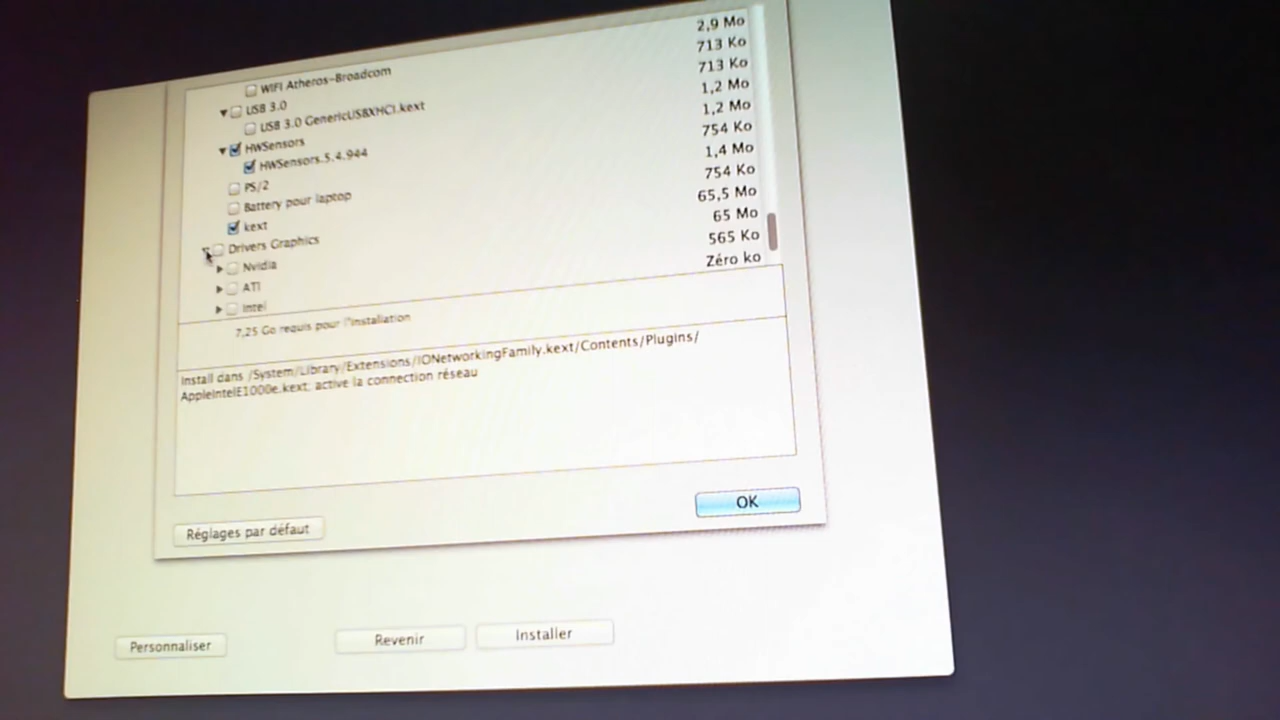 2,9 Mo
713 Ko
WIFI Atheros-Broadcom 713 Ko
USB 3.0 1,2 Mo
USB 3.0 GenericUSBXHCI.kext 1,2 Mo
HWSensors 754 Ko
HWSensors.5.4.944 1,4 Mo
PS/2 754 Ko
Battery pour laptop 65,5 Mo
kext 65 Mo
Drivers Graphics 565 Ko
Nvidia Zéro ko
ATI
Intel
7,25 Go requis pour l'installation
Install dans /System/Library/Extensions/IONetworkingFamily.kext/Contents/Plugins/
AppleIntelE1000e.kext; active la connection réseau
OK
Réglages par défaut
Personnaliser Revenir Installer